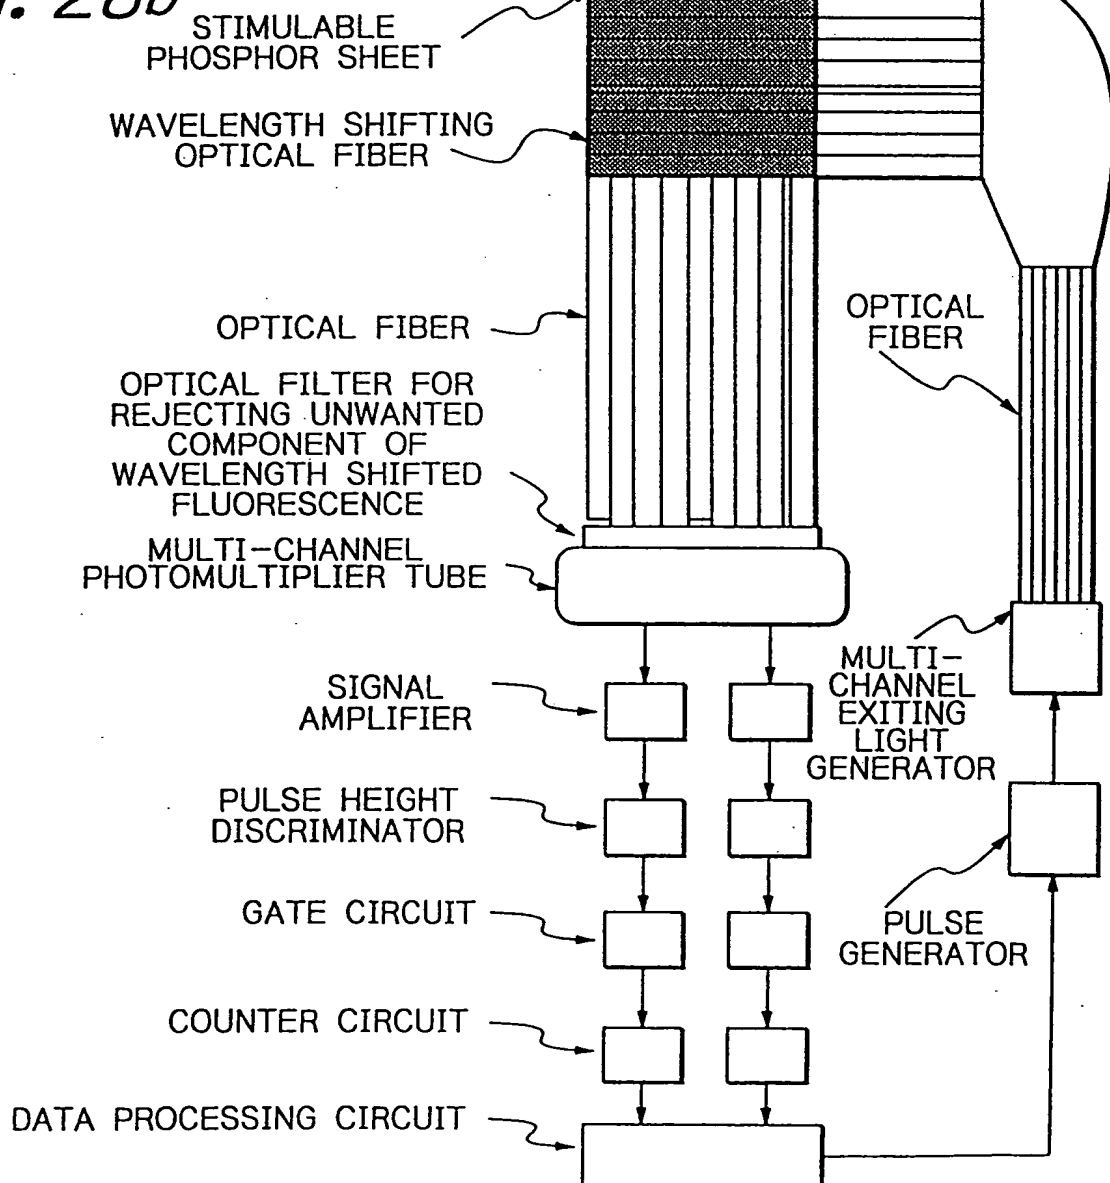 28b
STIMULABLE
PHOSPHOR SHEET
WAVELENGTH SHIFTING
OPTICAL FIBER
OPTICAL FIBER
OPTICAL
FIBER
OPTICAL FILTER FOR
REJECTING UNWANTED
COMPONENT OF
WAVELENGTH SHIFTED
FLUORESCENCE
MULTI-CHANNEL
PHOTOMULTIPLIER TUBE
MULTI-
CHANNEL
EXITING
LIGHT
GENERATOR
SIGNAL
AMPLIFIER
PULSE HEIGHT
DISCRIMINATOR
GATE CIRCUIT
PULSE
GENERATOR
COUNTER CIRCUIT
DATA PROCESSING CIRCUIT